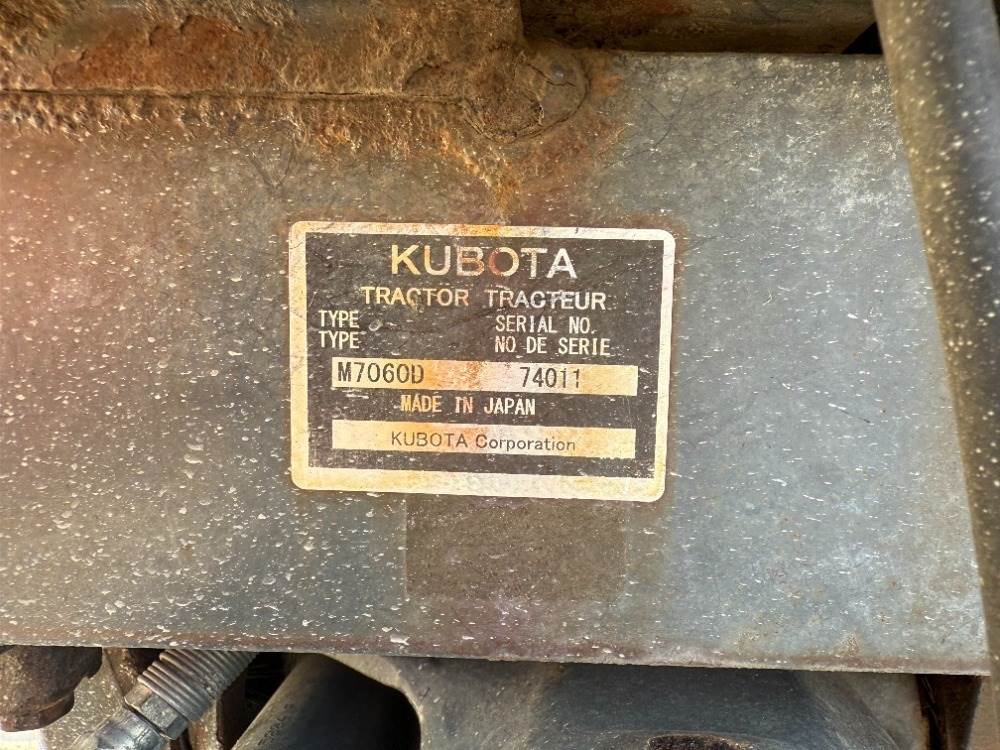 KUBOTA
TRACTOR TRACTEUR
TYPE SERIAL NO.
TYPE NO DE SERIE
M7060D 74011
MADE IN JAPAN
KUBOTA Corporation